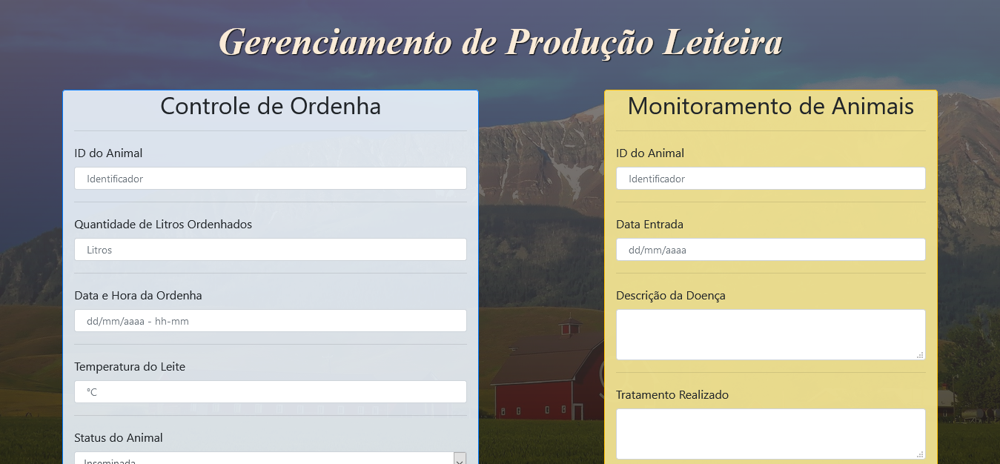 Gerenciamento de Produção Leiteira
Controle de Ordenha
ID do Animal
Identificador
Quantidade de Litros Ordenhados
Litros
Data e Hora da Ordenha
dd/mm/aaaa - hh-mm
Temperatura do Leite
°C
Status do Animal
Inseminada
Monitoramento de Animais
ID do Animal
Identificador
Data Entrada
dd/mm/aaaa
Descrição da Doença
Tratamento Realizado